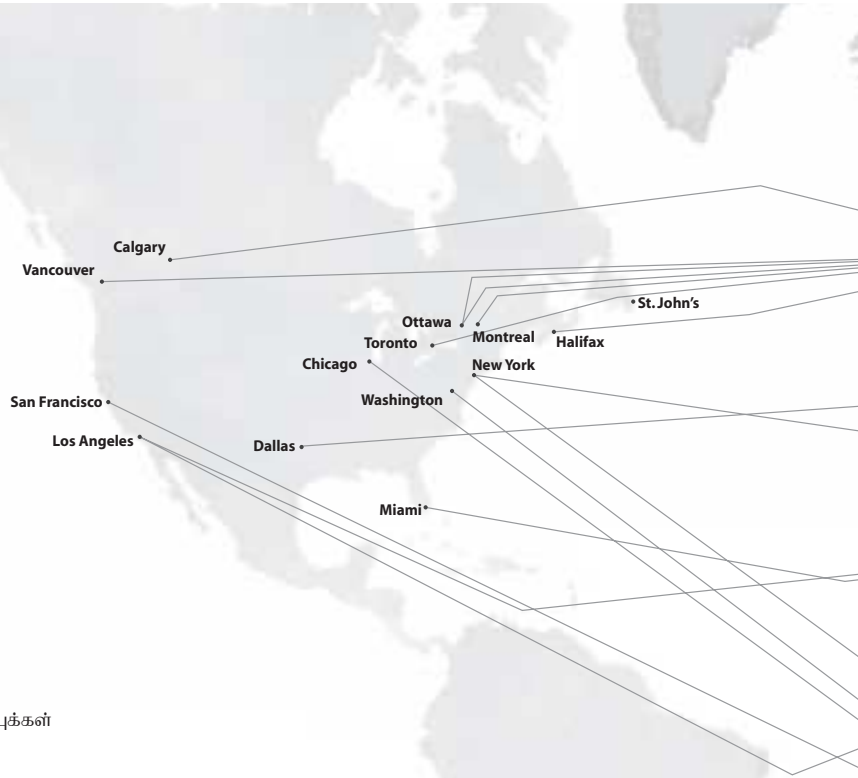 Calgary
Vancouver
St. John's
Ottawa
Toronto
Montreal
Halifax
Chicago
New York
Washington
San Francisco
Los Angeles
Dallas
Miami